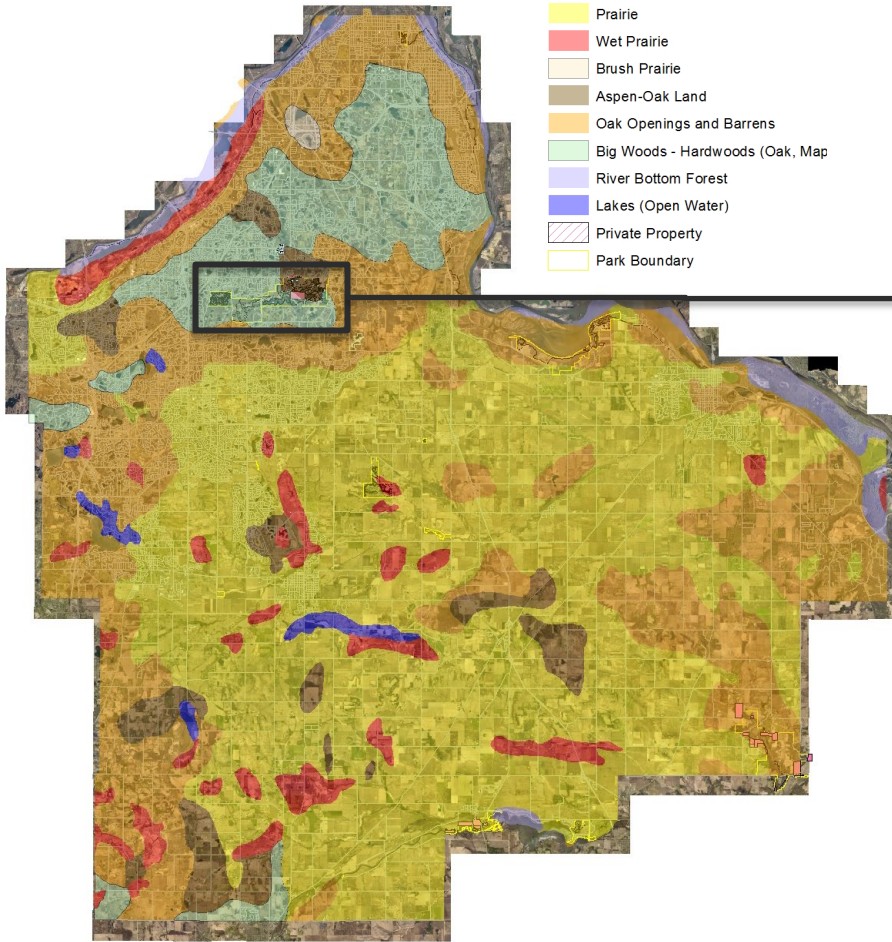 Prairie
Wet Prairie
Brush Prairie
Aspen-Oak Land
Oak Openings and Barrens
Big Woods - Hardwoods (Oak, Map
River Bottom Forest
Lakes (Open Water)
Private Property
Park Boundary